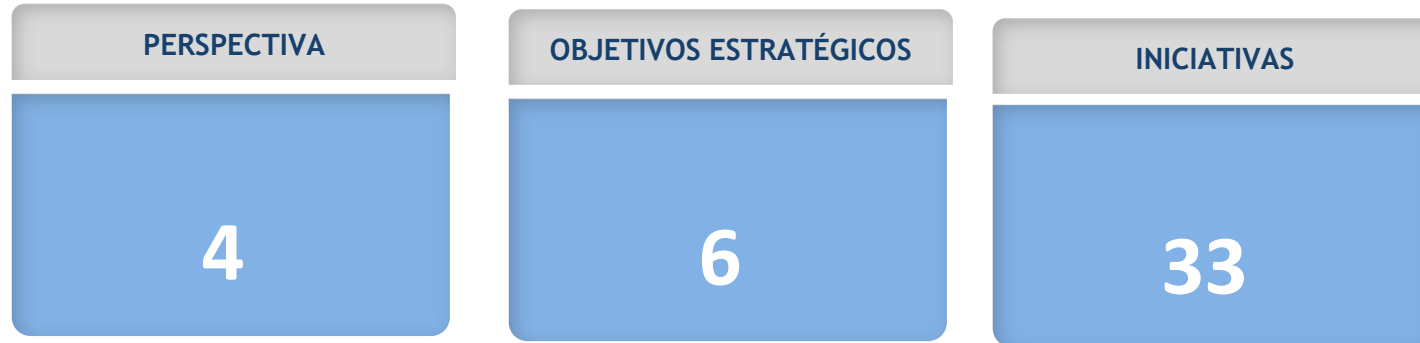 PERSPECTIVA
4
OBJETIVOS ESTRATÉGICOS
6
INICIATIVAS
33